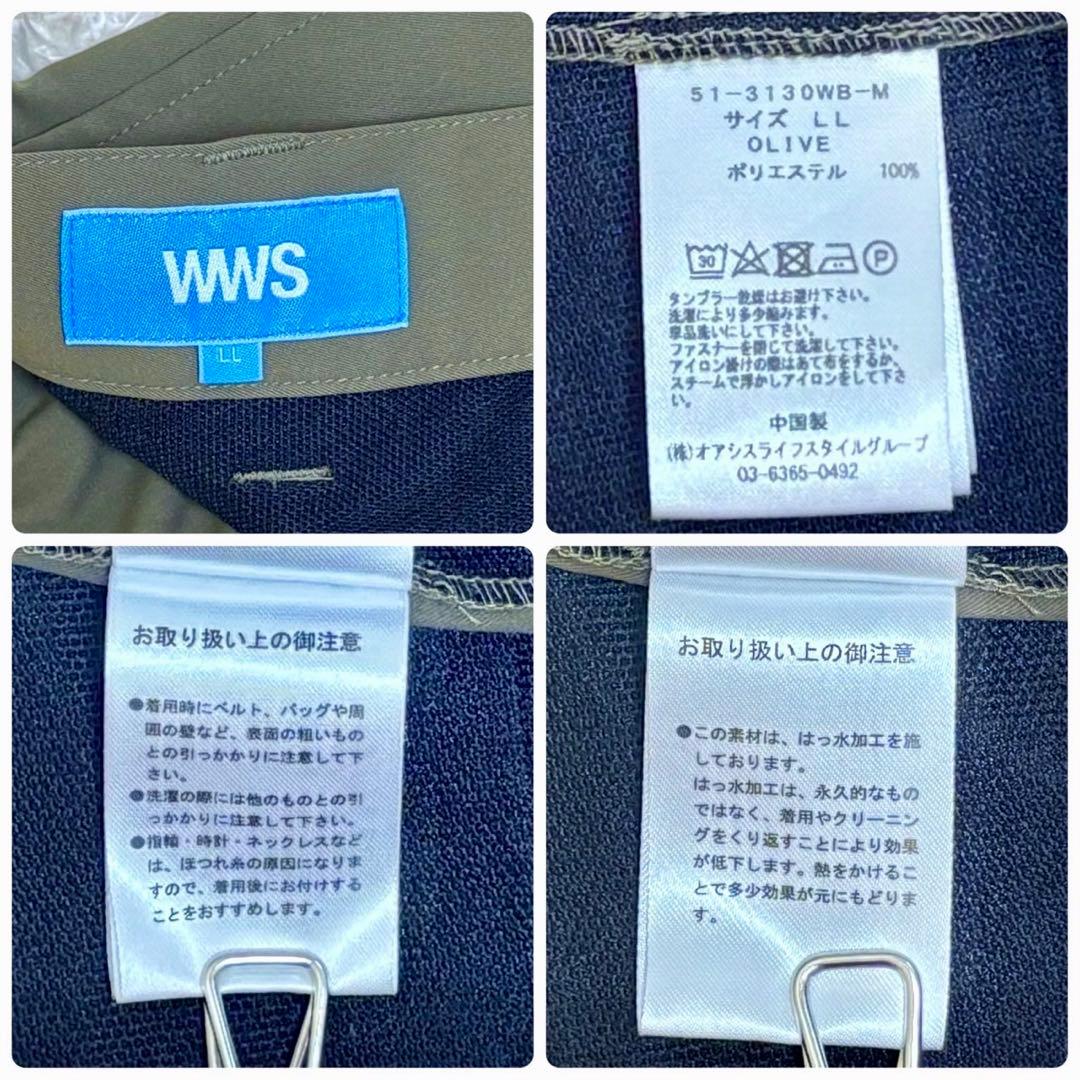 WWS
LL
51-3130WB-M
サイズ LL
OLIVE
ポリエステル 100%
30
P
タンブラー乾燥はお避け下さい。
洗濯により多少縮みます。
単品洗いにして下さい。
ファスナーを閉じて洗濯して下さい。
アイロン掛けの際はあて布をするか、
スチームで浮かしアイロンをして下さ
い。
中国製
(株)オアシスライフスタイルグループ
03-6365-0492
お取り扱い上の御注意
●着用時にベルト、バッグや周
囲の壁など、表面の粗いもの
との引っかかりに注意して下
さい。
●洗濯の際には他のものとの引
っかかりに注意して下さい。
●指輪・時計・ネックレスなど
は、ほつれ糸の原因になりま
すので、着用後にお付けする
ことをおすすめします。
お取り扱い上の御注意
●この素材は、はっ水加工を施
しております。
はっ水加工は、永久的なもの
ではなく、着用やクリーニン
グをくり返すことにより効果
が低下します。熱をかけるこ
とで多少効果が元にもどりま
す。